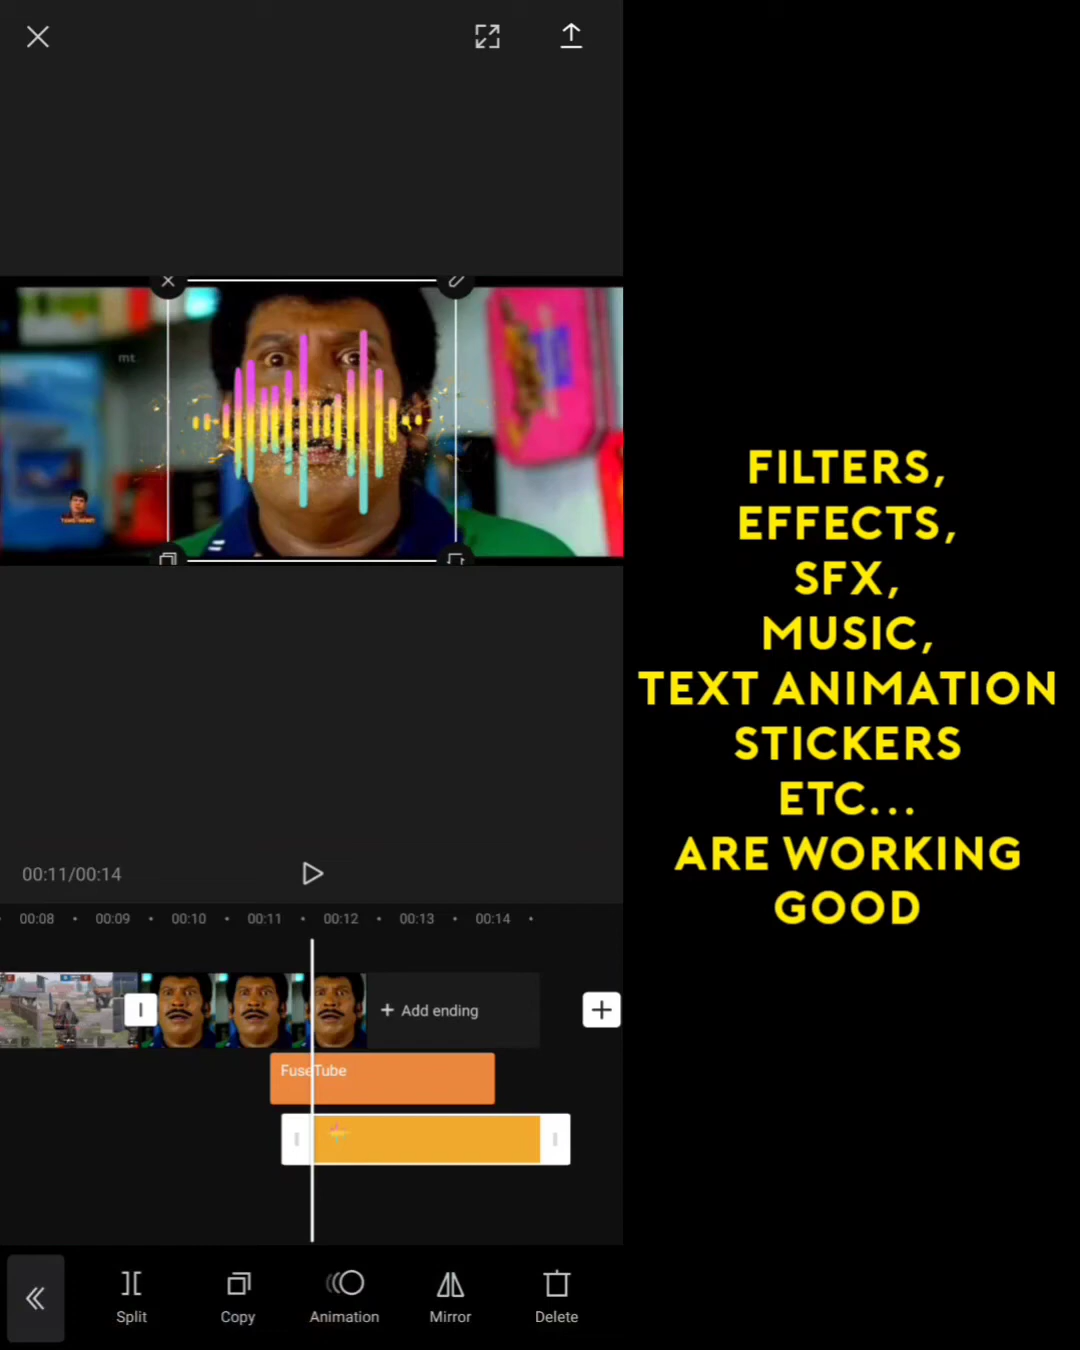 mt
FILTERS,
EFFECTS,
SFX,
MUSIC,
TEXT ANIMATION
STICKERS
ETC...
ARE WORKING
GOOD
00:11/00:14
00:08 00:09 00:10 00:11 00:12 00:13 00:14
+ Add ending
FuseTube
Split Copy Animation Mirror Delete